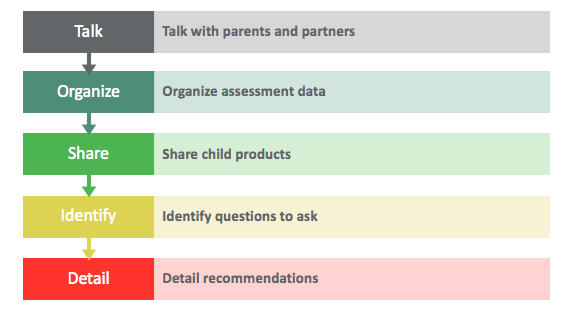 Talk Talk with parents and partners
Organize Organize assessment data
Share Share child products
Identify Identify questions to ask
Detail Detail recommendations